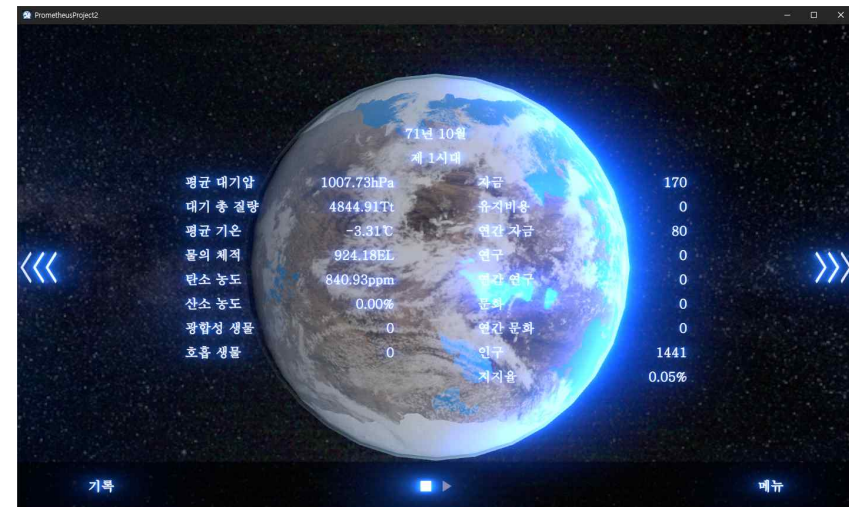 PrometheusProject2
71년 10월
제 1시대
평균 대기압 1007.73hPa 자금 170
대기 총 질량 4844.91Tt 유지비용 0
평균 기온 -3.31℃ 연간 자금 80
물의 체적 924.18EL 연구 0
탄소 농도 840.93ppm 연간 연구 0
산소 농도 0.00% 문화 0
광합성 생물 0 연간 문화 0
호흡 생물 0 인구 1441
지지율 0.05%
기록 메뉴